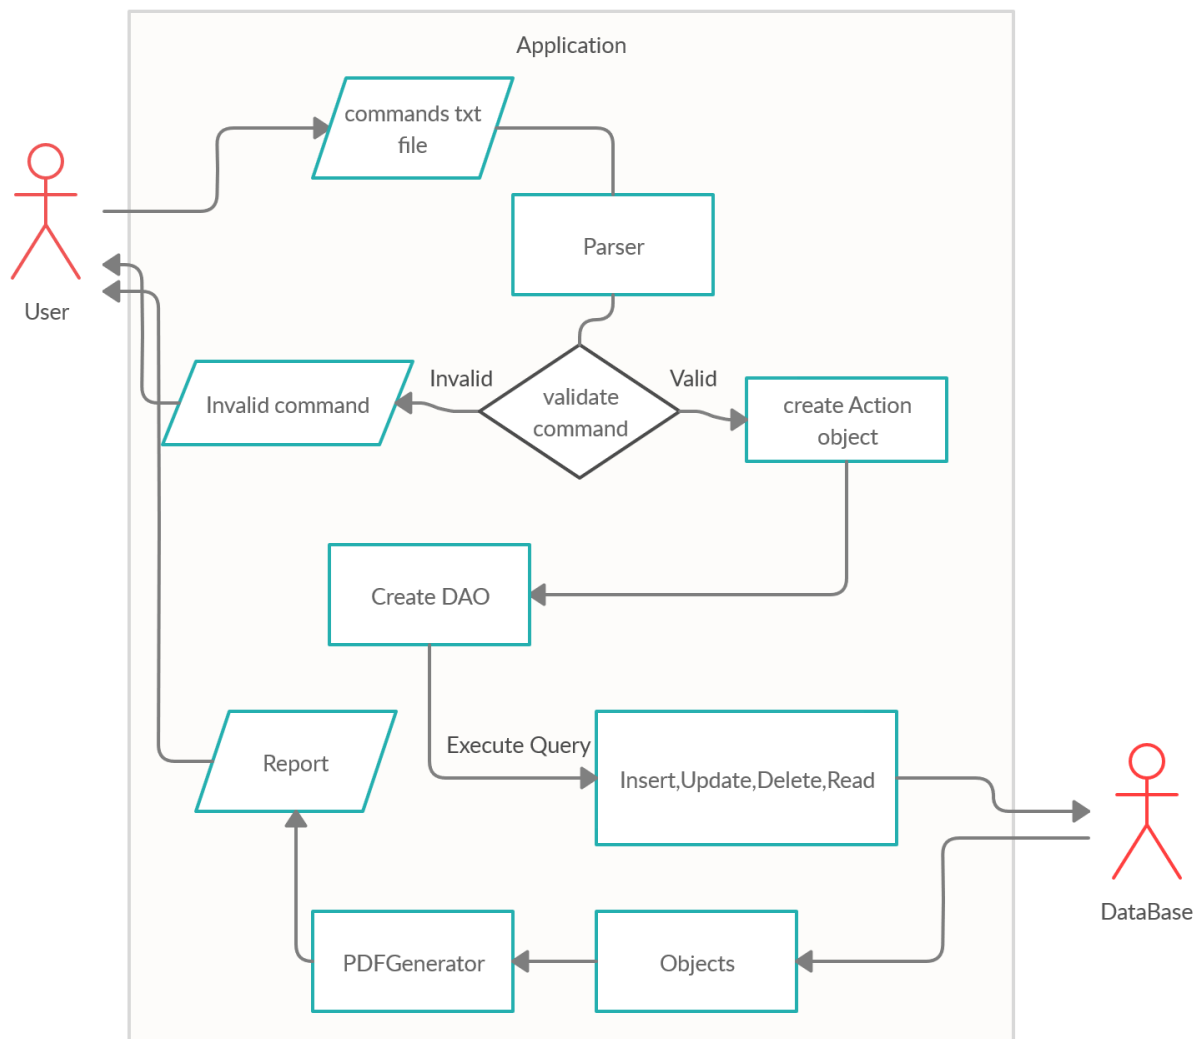 Application
commands txt
file
Parser
User
Invalid
Valid
validate
command
Invalid command
create Action
object
Create DAO
Execute Query
Report
Insert,Update,Delete,Read
DataBase
PDFGenerator
Objects